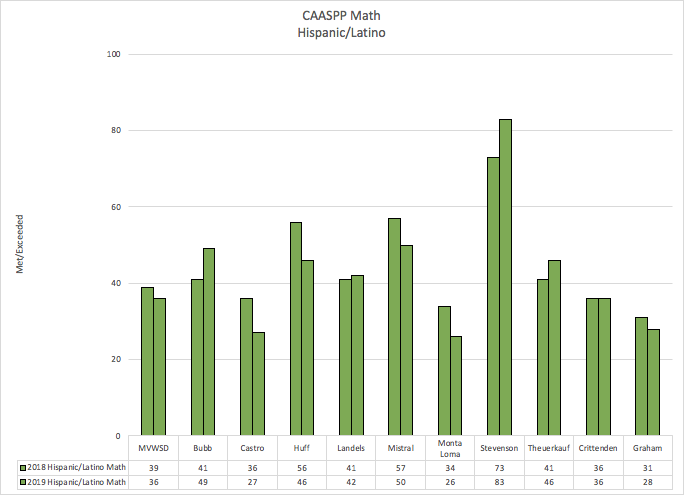 CAASPP Math
Hispanic/Latino
Met/Exceeded
100
80
60
40
20
0
MVWSD Bubb Castro Huff Landels Mistral Monta Loma Stevenson Theuerkauf Crittenden Graham
2018 Hispanic/Latino Math 39 41 36 56 41 57 34 73 41 36 31
2019 Hispanic/Latino Math 36 49 27 46 42 50 26 83 46 36 28